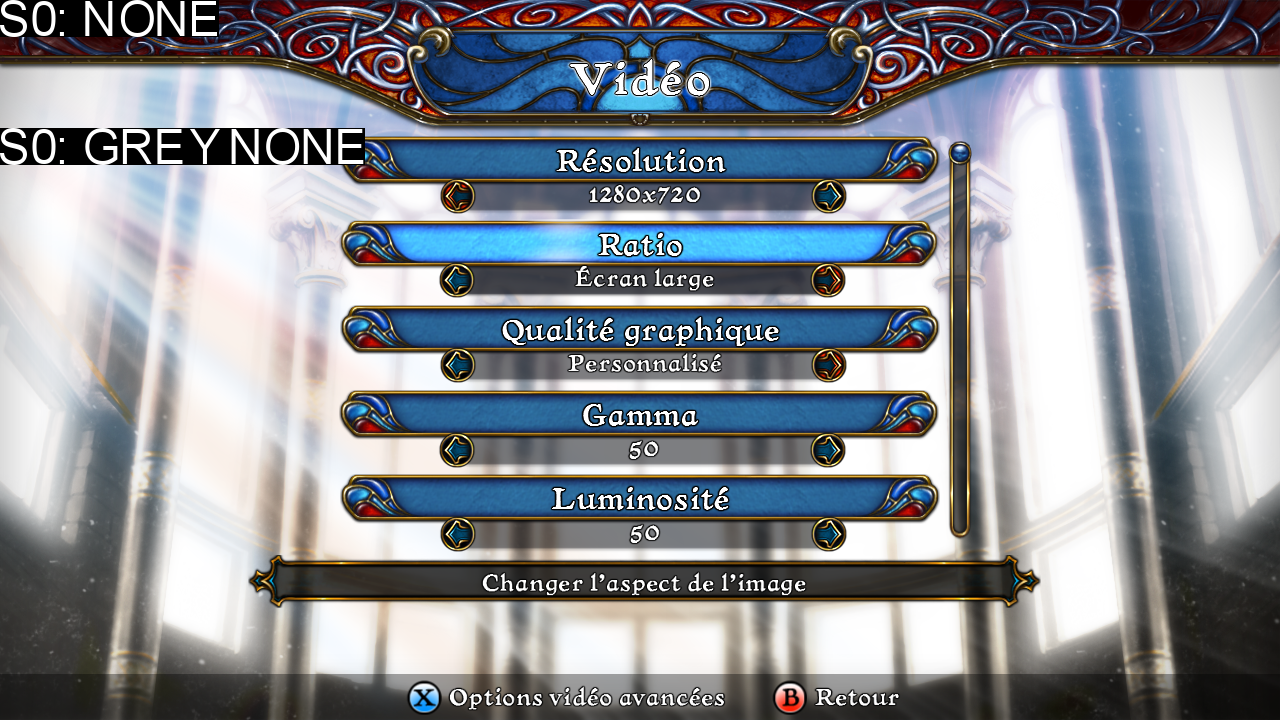 S0: NONE
Vidéo
S0: GREY NONE
Résolution
1280x720
Ratio
Écran large
Qualité graphique
Personnalisé
Gamma
50
Luminosité
50
Changer l'aspect de l'image
X Options vidéo avancées B Retour